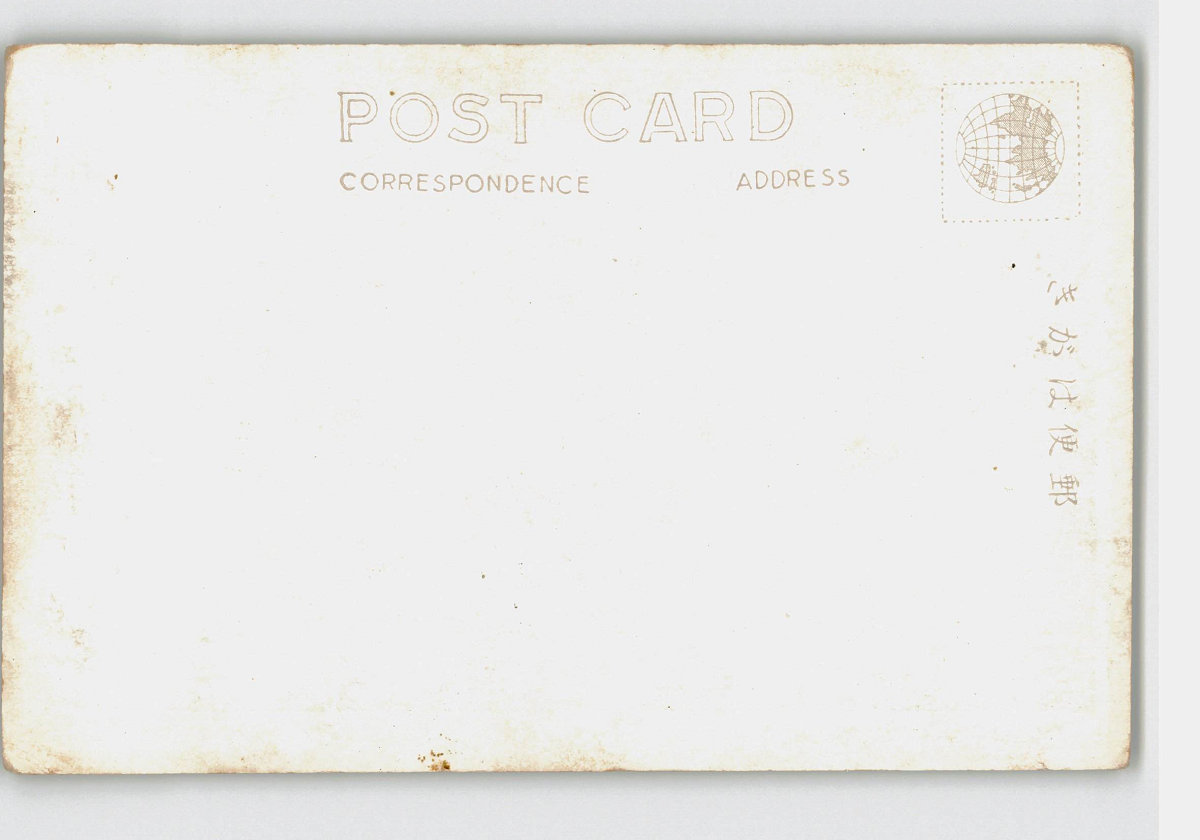 POST CARD
CORRESPONDENCE ADDRESS
郵便はがき